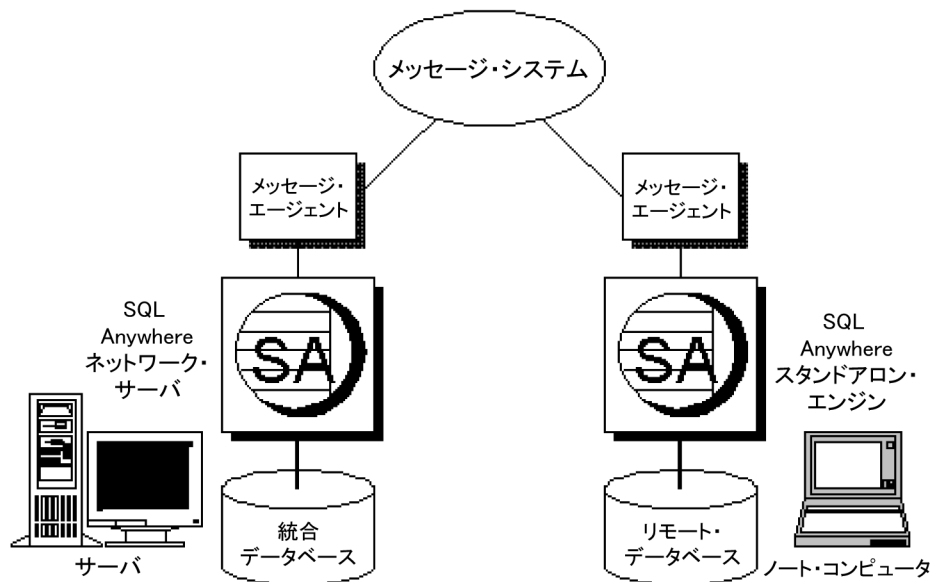 メッセージ・システム
メッセージ・
エージェント
メッセージ・
エージェント
SQL
Anywhere
ネットワーク・
サーバ
SA
SA
SQL
Anywhere
スタンドアロン・
エンジン
サーバ
統合
データベース
リモート・
データベース
ノート・コンピュータ